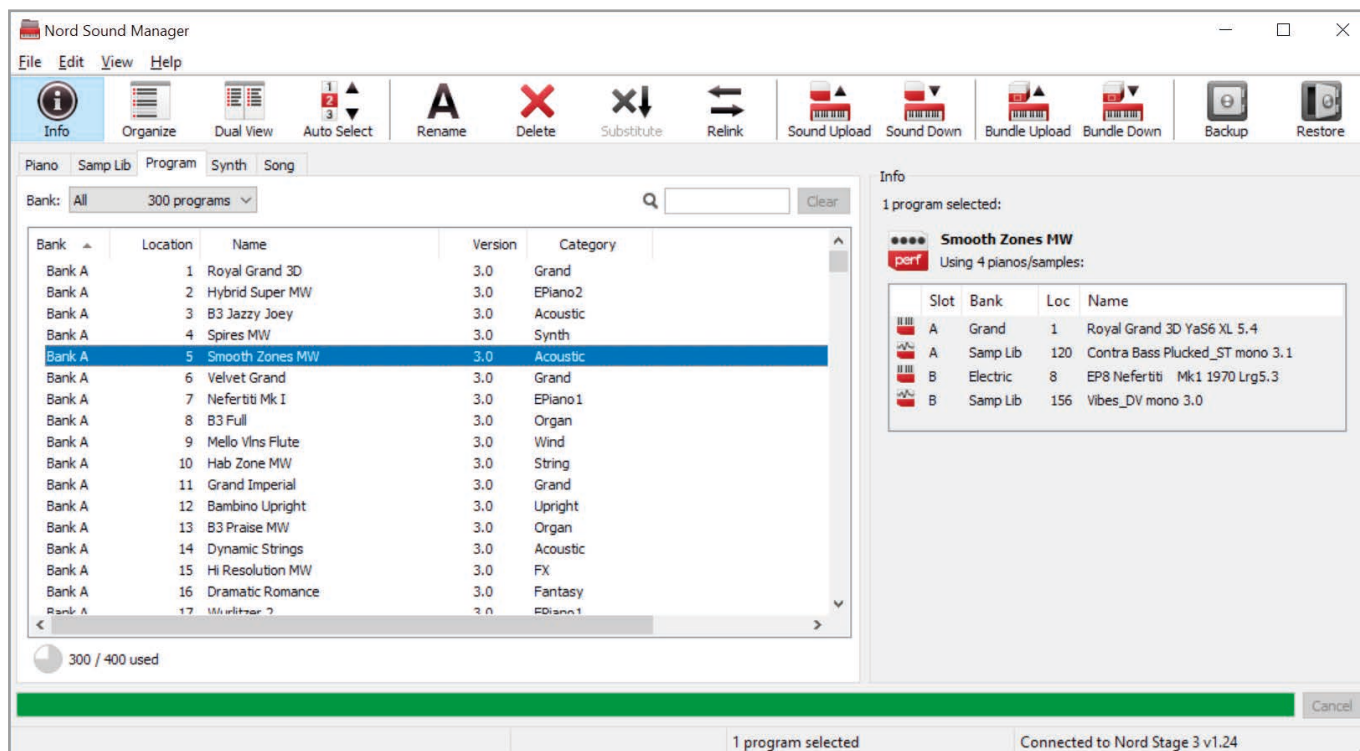 Nord Sound Manager
File Edit View Help
1
2
3
Info Organize Dual View Auto Select Rename Delete Substitute Relink Sound Upload Sound Down Bundle Upload Bundle Down Backup Restore
Piano Samp Lib Program Synth Song
Bank: All 300 programs Clear
Bank Location Name Version Category
Bank A 1 Royal Grand 3D 3.0 Grand
Bank A 2 Hybrid Super MW 3.0 EPiano2
Bank A 3 B3 Jazzy Joey 3.0 Acoustic
Bank A 4 Spires MW 3.0 Synth
Bank A 5 Smooth Zones MW 3.0 Acoustic
Bank A 6 Velvet Grand 3.0 Grand
Bank A 7 Nefertiti Mk I 3.0 EPiano1
Bank A 8 B3 Full 3.0 Organ
Bank A 9 Mello Vlns Flute 3.0 Wind
Bank A 10 Hab Zone MW 3.0 String
Bank A 11 Grand Imperial 3.0 Grand
Bank A 12 Bambino Upright 3.0 Upright
Bank A 13 B3 Praise MW 3.0 Organ
Bank A 14 Dynamic Strings 3.0 Acoustic
Bank A 15 Hi Resolution MW 3.0 FX
Bank A 16 Dramatic Romance 3.0 Fantasy
Bank A 17 Wurlitzer 2 3.0 EPiano1
300 / 400 used
Info
1 program selected:
perf Smooth Zones MW
Using 4 pianos/samples:
Slot Bank Loc Name
A Grand 1 Royal Grand 3D YaS6 XL 5.4
A Samp Lib 120 Contra Bass Plucked_ST mono 3.1
B Electric 8 EP8 Nefertiti Mk1 1970 Lrg5.3
B Samp Lib 156 Vibes_DV mono 3.0
Cancel
1 program selected Connected to Nord Stage 3 v1.24